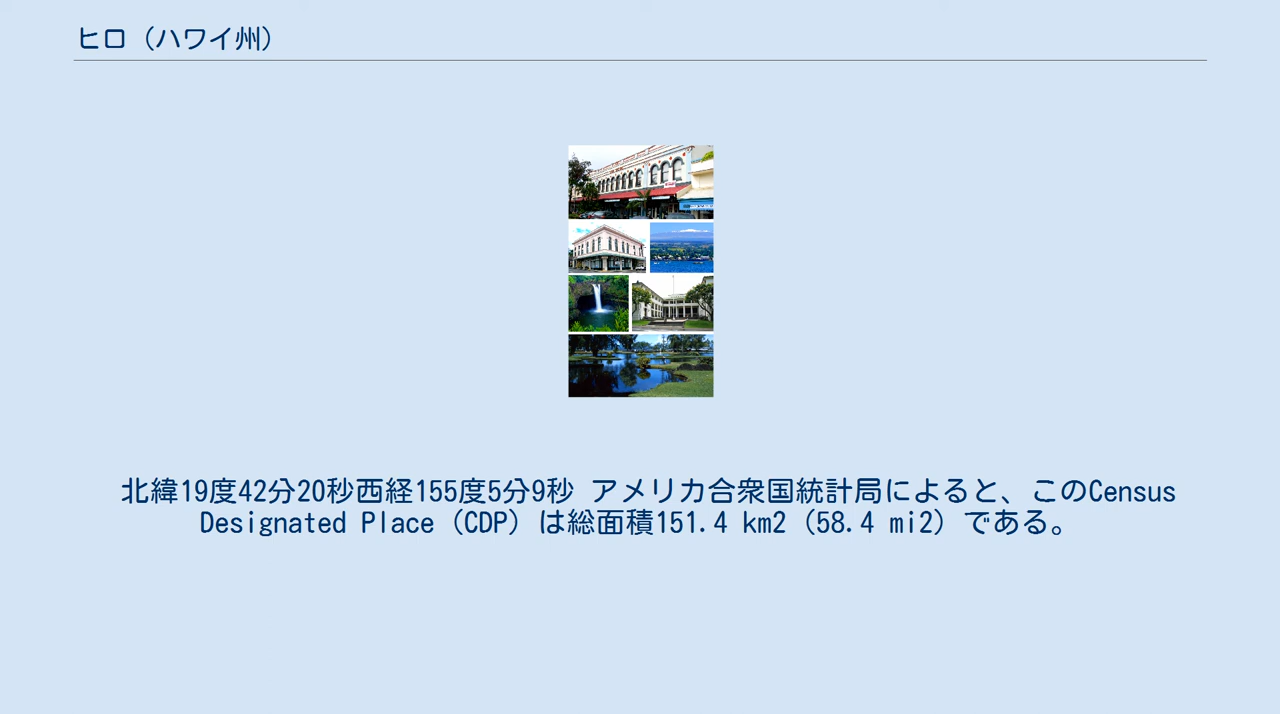 ヒロ (ハワイ州)
北緯19度42分20秒西経155度5分9秒 アメリカ合衆国統計局によると、このCensus
Designated Place (CDP) は総面積151.4 km2 (58.4 mi2) である。